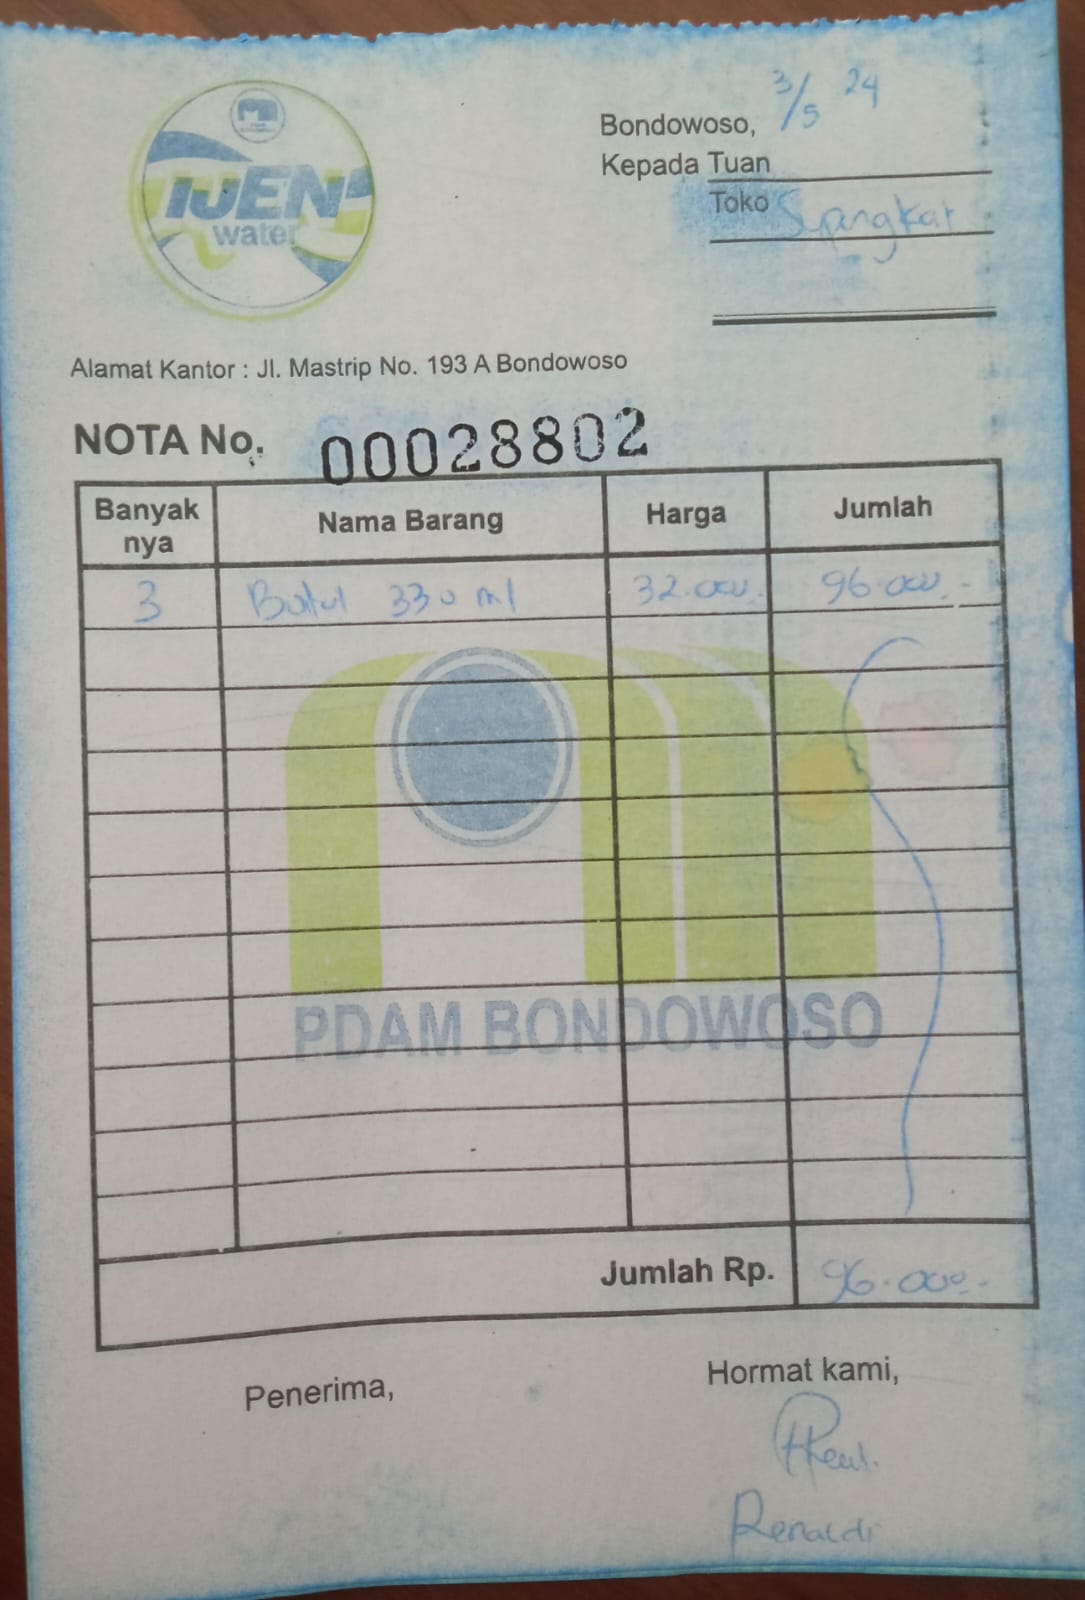 IJEN
water
Bondowoso, 3/5 24
Kepada Tuan
Toko
Alamat Kantor : Jl. Mastrip No. 193 A Bondowoso
NOTA No. 00028802
Banyak nya Nama Barang Harga Jumlah
3 Botol 330 ml 32.000.- 96.000.-
PDAM BONDOWOSO
Jumlah Rp. 96.000.-
Penerima, Hormat kami,
Renaldi